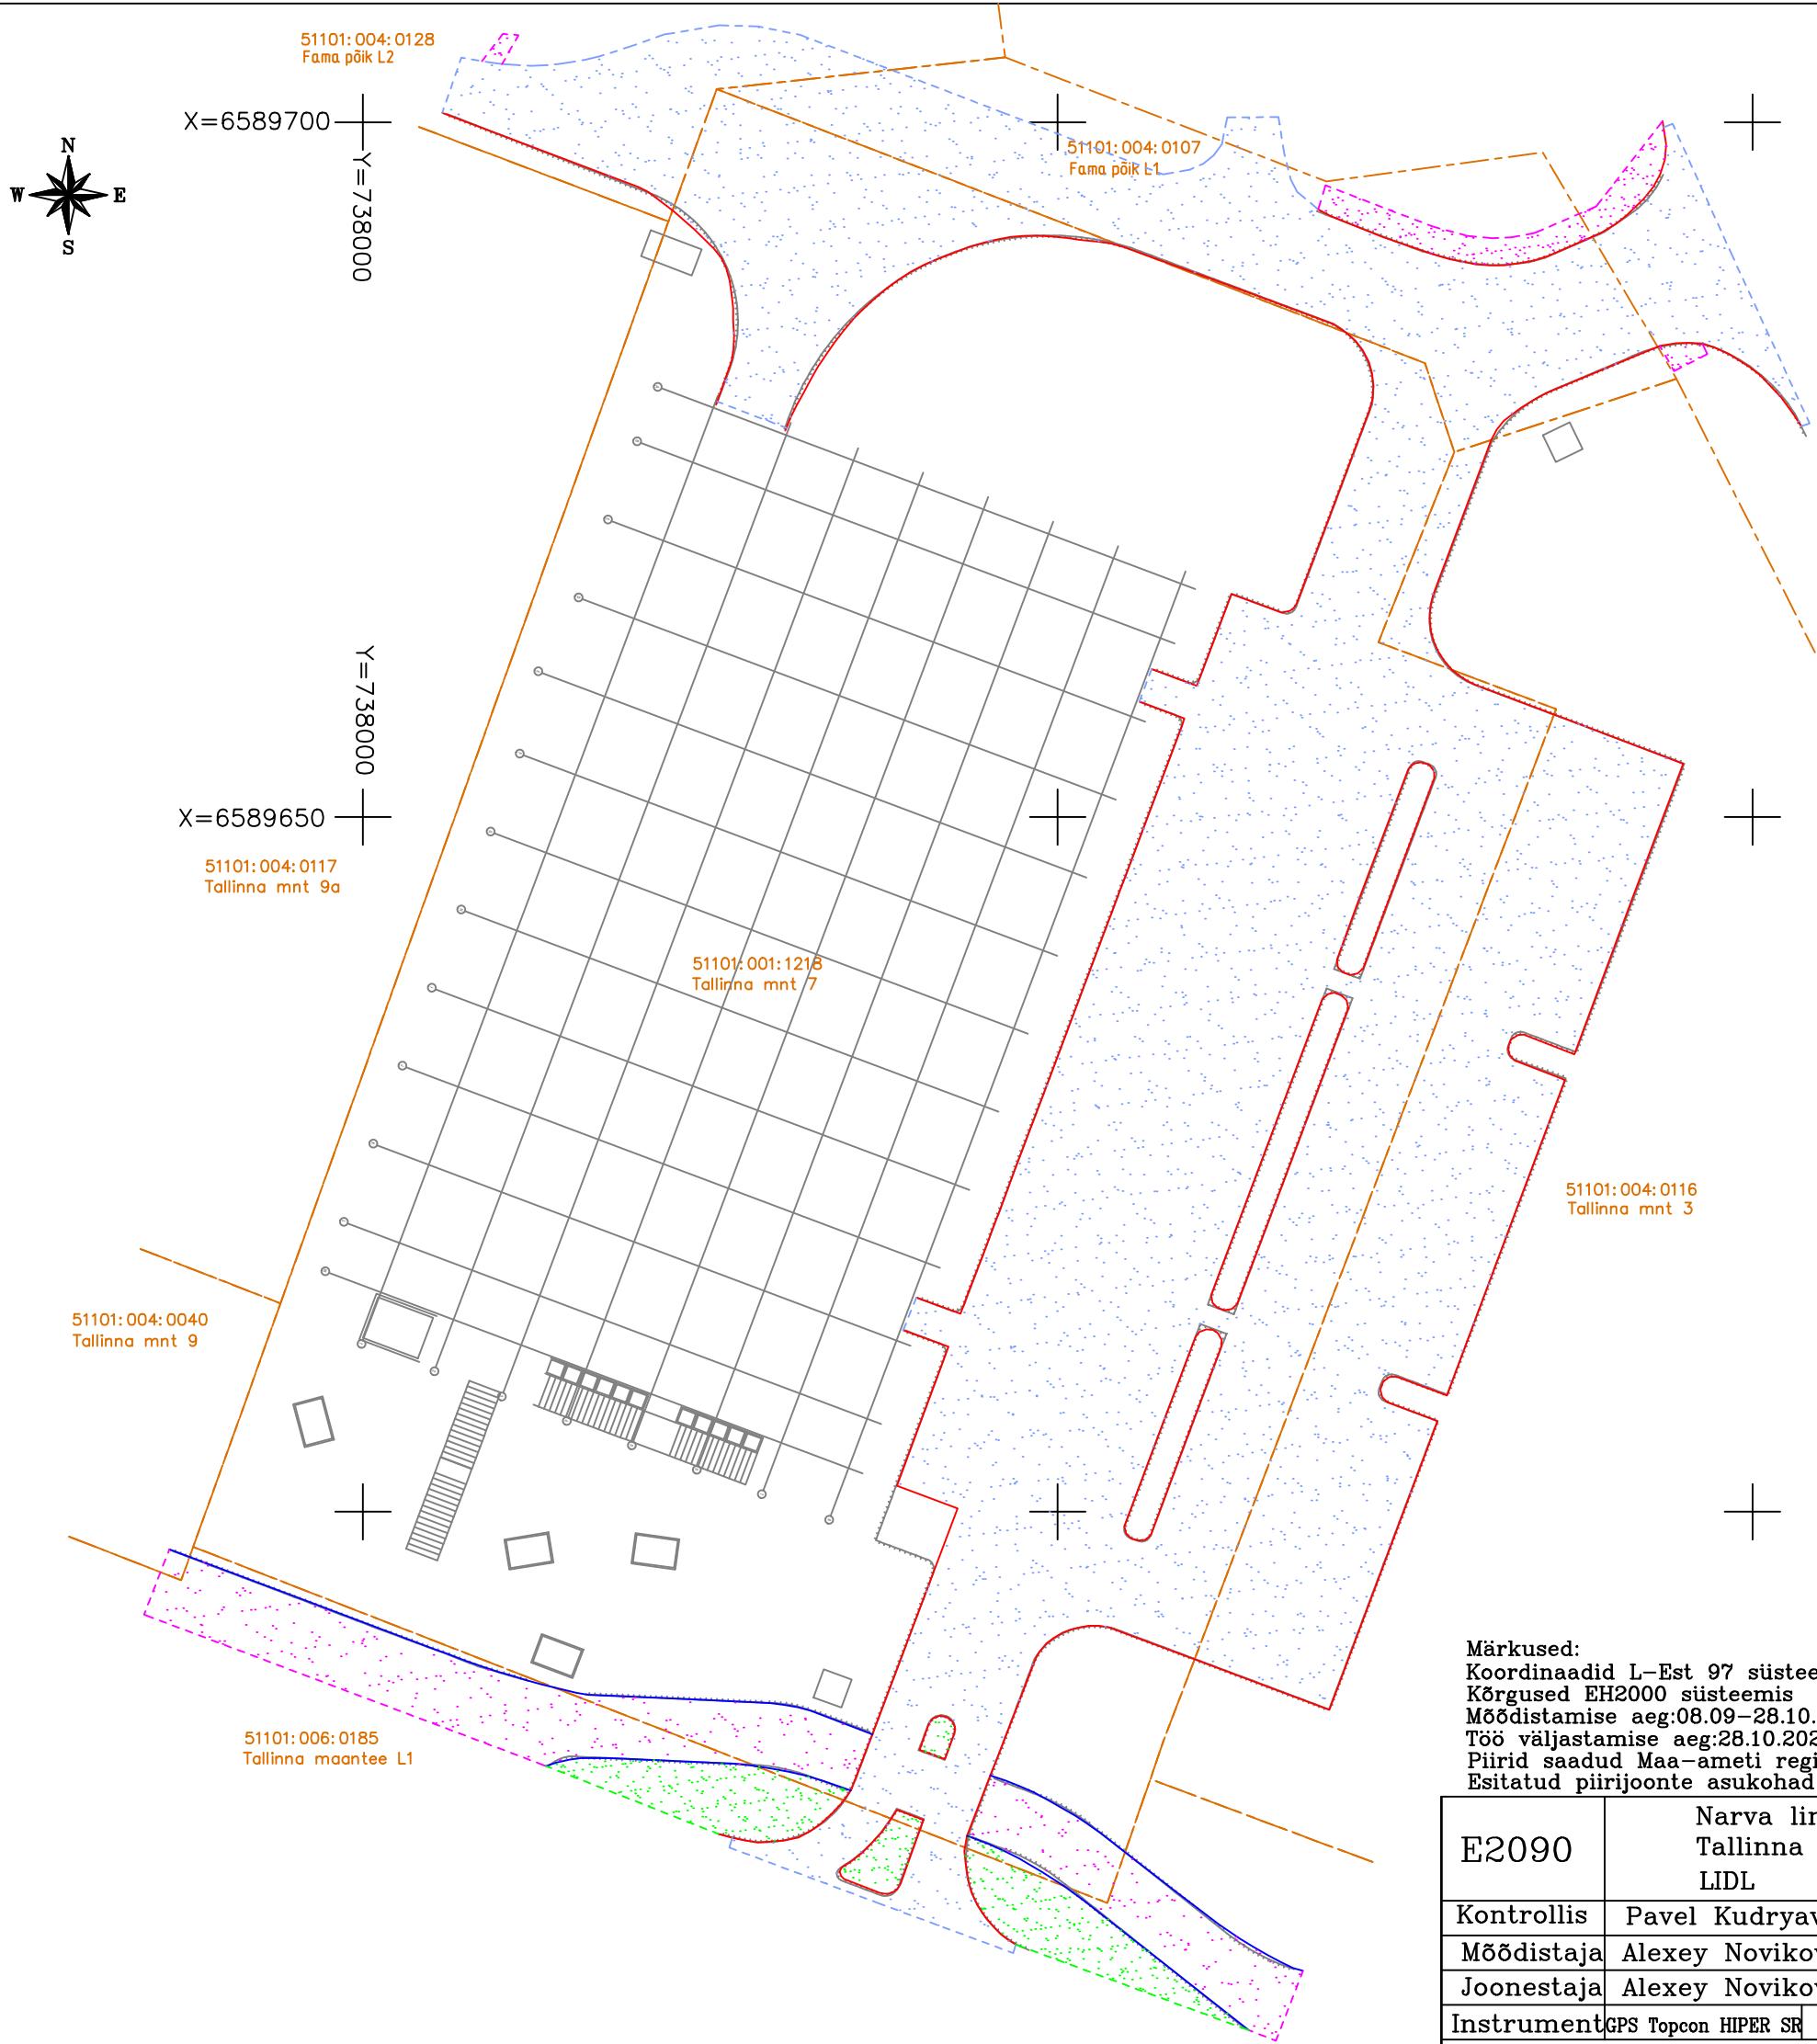 51101:004:0128
Fama põik L2
X=6589700
Y=738000
N
W E
S
51101:004:0107
Fama põik L1
Y=738000
X=6589650
51101:004:0117
Tallinna mnt 9a
51101:001:1218
Tallinna mnt 7
51101:004:0116
Tallinna mnt 3
51101:004:0040
Tallinna mnt 9
51101:006:0185
Tallinna maantee L1
Märkused:
Koordinaadid L-Est 97
Kõrgused EH2000 süsteemis
Mõõdistamise aeg:08.09-28.10.
Töö väljastamise aeg:28.10.202
Piirid saadud Maa-ameti
Esitatud piirijoonte asukohad
E2090
Narva
Tallinna
LIDL
Kontrollis Pavel
Mõõdistaja Alexey
Joonestaja Alexey
Instrument GPS Topcon HIPER SR